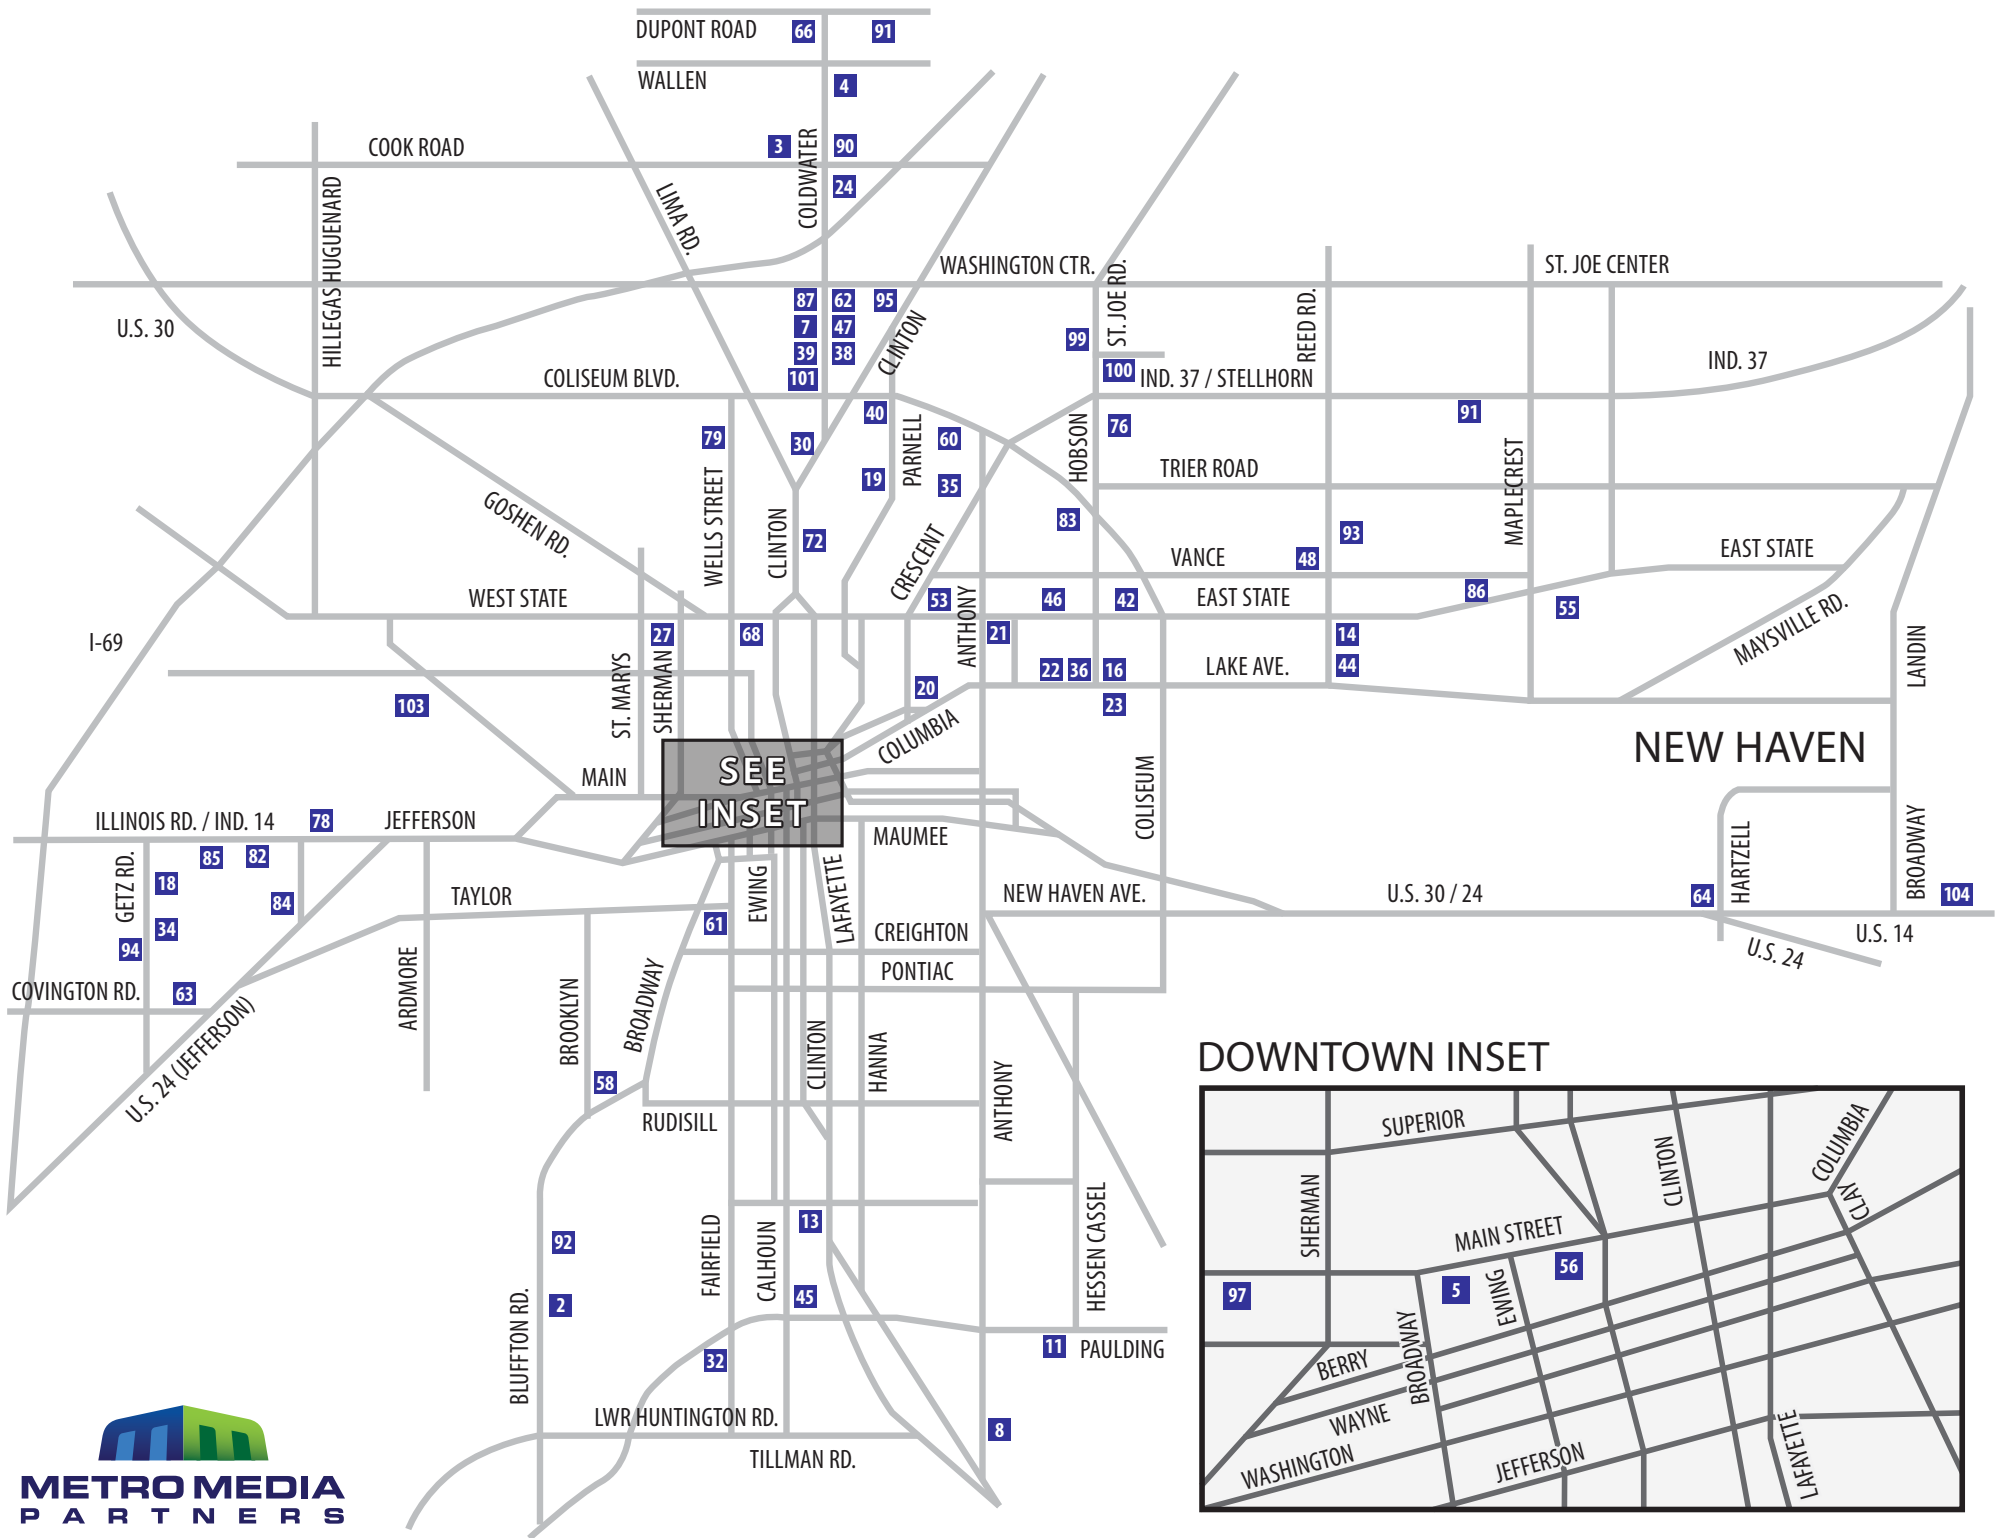 DUPONT ROAD
66
91
WALLEN
4
COOK ROAD
3
COLDWATER
90
24
HILLEGAS HUGUENARD
LIMA RD.
WASHINGTON CTR.
ST. JOE RD.
ST. JOE CENTER
U.S. 30
87
62
95
7
47
39
38
101
CLINTON
99
100
REED RD.
IND. 37
COLISEUM BLVD.
IND. 37 / STELLHORN
40
PARNELL
60
HOBSON
76
91
79
30
19
35
TRIER ROAD
MAPLECREST
GOSHEN RD.
WELLS STREET
CLINTON
72
CRESCENT
83
93
VANCE
48
EAST STATE
WEST STATE
53
ANTHONY
46
42
EAST STATE
86
55
I-69
27
68
21
14
MAYSVILLE RD.
LANDIN
ST. MARYS
SHERMAN
22
36
16
LAKE AVE.
44
103
20
23
COLUMBIA
NEW HAVEN
SEE
INSET
MAIN
COLISEUM
ILLINOIS RD. / IND. 14
78
JEFFERSON
MAUMEE
GETZ RD.
85
82
18
84
TAYLOR
EWING
LAFAYETTE
NEW HAVEN AVE.
U.S. 30 / 24
64
HARTZELL
BROADWAY
104
34
94
61
CREIGHTON
U.S. 14
U.S. 24
PONTIAC
COVINGTON RD.
63
ARDMORE
BROOKLYN
BROADWAY
U.S. 24 (JEFFERSON)
CLINTON
HANNA
ANTHONY
58
RUDISILL
92
2
BLUFFTON RD.
FAIRFIELD
CALHOUN
13
45
HESSEN CASSEL
11
PAULDING
32
LWR HUNTINGTON RD.
8
TILLMAN RD.
DOWNTOWN INSET
SUPERIOR
COLUMBIA
CLINTON
CLAY
SHERMAN
MAIN STREET
56
97
5
EWING
BROADWAY
BERRY
WAYNE
WASHINGTON
JEFFERSON
LAFAYETTE
METRO MEDIA
PARTNERS